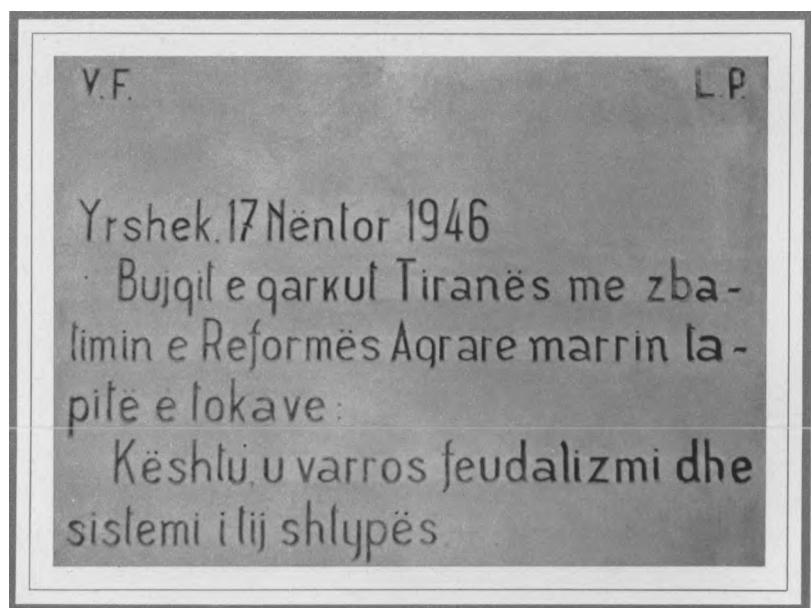 V. F. L. P.
Yrshek, 17 Nëntor 1946
Bujqit e qarkut Tiranës me zba-
timin e Reformës Agrare marrin ta-
pitë e tokave:
Kështu, u varros feudalizmi dhe
sistemi i tij shtypës.